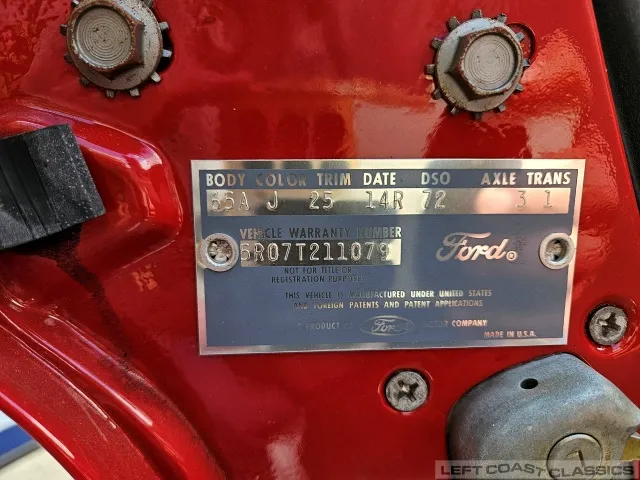 BODY COLOR TRIM DATE DSO AXLE TRANS
65A J 25 14R 72 3 1
VEHICLE WARRANTY NUMBER
5R07T211079
Ford
NOT FOR TITLE OR
REGISTRATION PURPOSES
THIS VEHICLE IS MANUFACTURED UNDER UNITED STATES
AND FOREIGN PATENTS AND PATENT APPLICATIONS
PRODUCT OF Ford MOTOR COMPANY
MADE IN U.S.A.
LEFT COAST CLASSICS